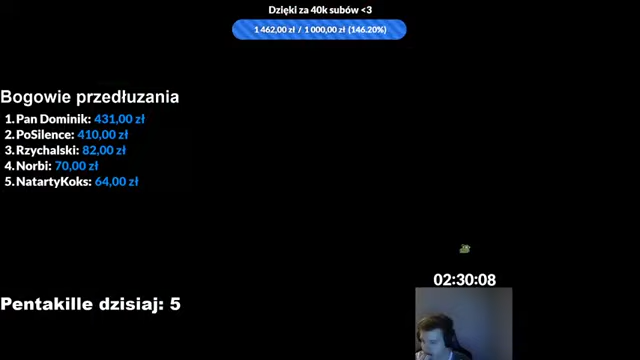 Dzięki za 40k subów <3
1 462,00 zł / 1 000,00 zł (146.20%)
Bogowie przedłużania
1. Pan Dominik: 431,00 zł
2. PoSilence: 410,00 zł
3. Rzychalski: 82,00 zł
4. Norbi: 70,00 zł
5. NatartyKoks: 64,00 zł
02:30:08
Pentakille dzisiaj: 5